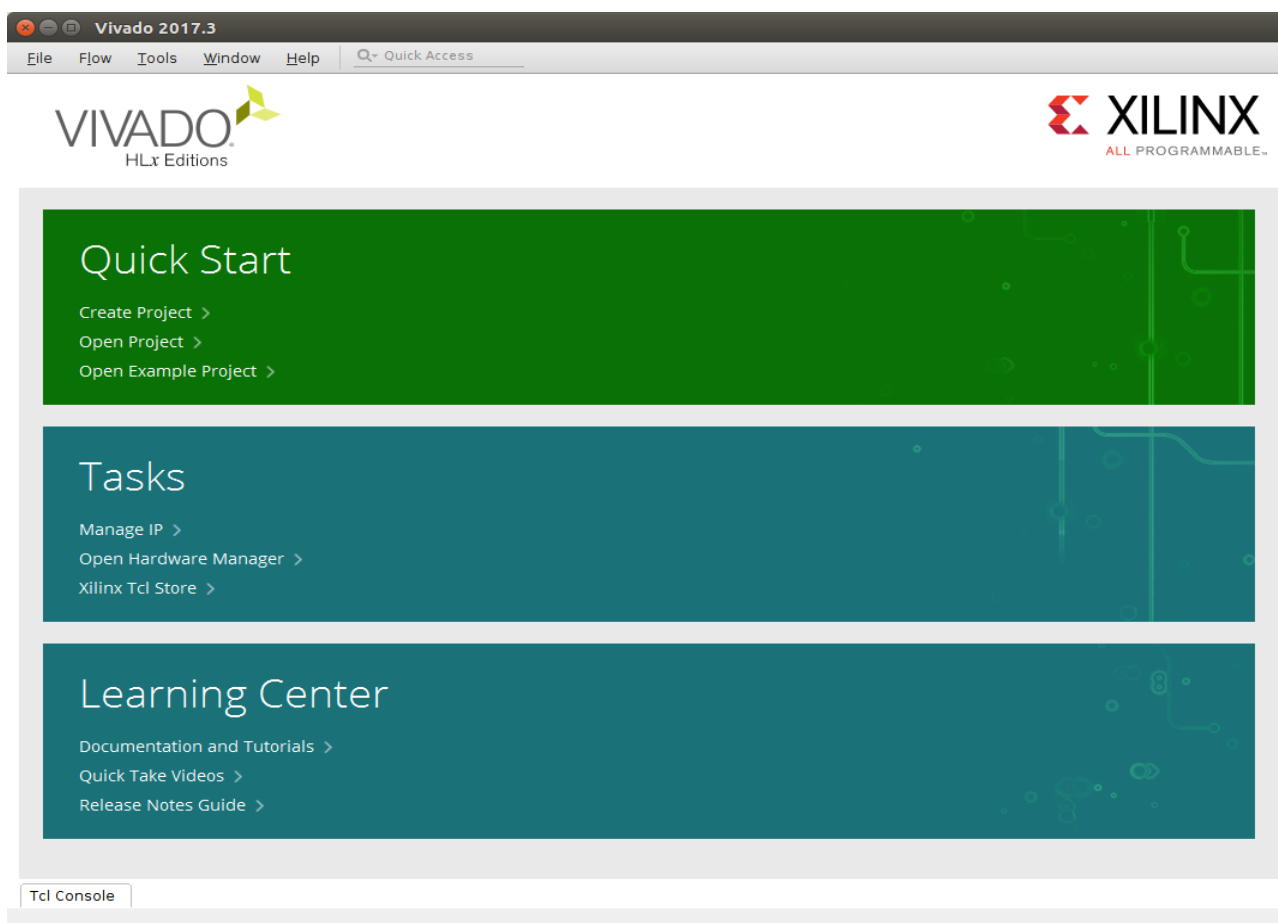 Vivado 2017.3
File Flow Tools Window Help Quick Access
VIVADO.
HLx Editions
XILINX
ALL PROGRAMMABLE™
Quick Start
Create Project >
Open Project >
Open Example Project >
Tasks
Manage IP >
Open Hardware Manager >
Xilinx Tcl Store >
Learning Center
Documentation and Tutorials >
Quick Take Videos >
Release Notes Guide >
Tcl Console